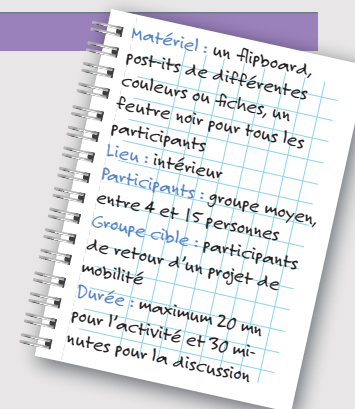 Matériel : un flipboard,
post-its de différentes
couleurs ou fiches, un
feutre noir pour tous les
participants
Lieu : intérieur
Participants : groupe moyen,
entre 4 et 15 personnes
Groupe cible : participants
de retour d'un projet de
mobilité
Durée : maximum 20 mn
pour l'activité et 30 mi-
nutes pour la discussion